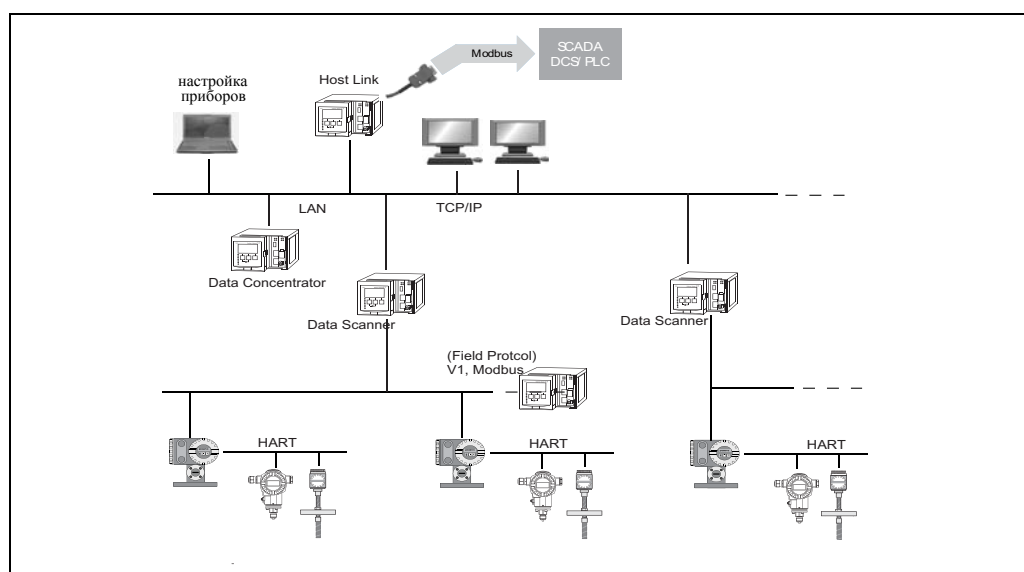 SCADA
DCS/ PLC
Modbus
Host Link
настройка
приборов
LAN
TCP/IP
Data Concentrator
Data Scanner
Data Scanner
(Field Protcol)
V1, Modbus
HART
HART
HART